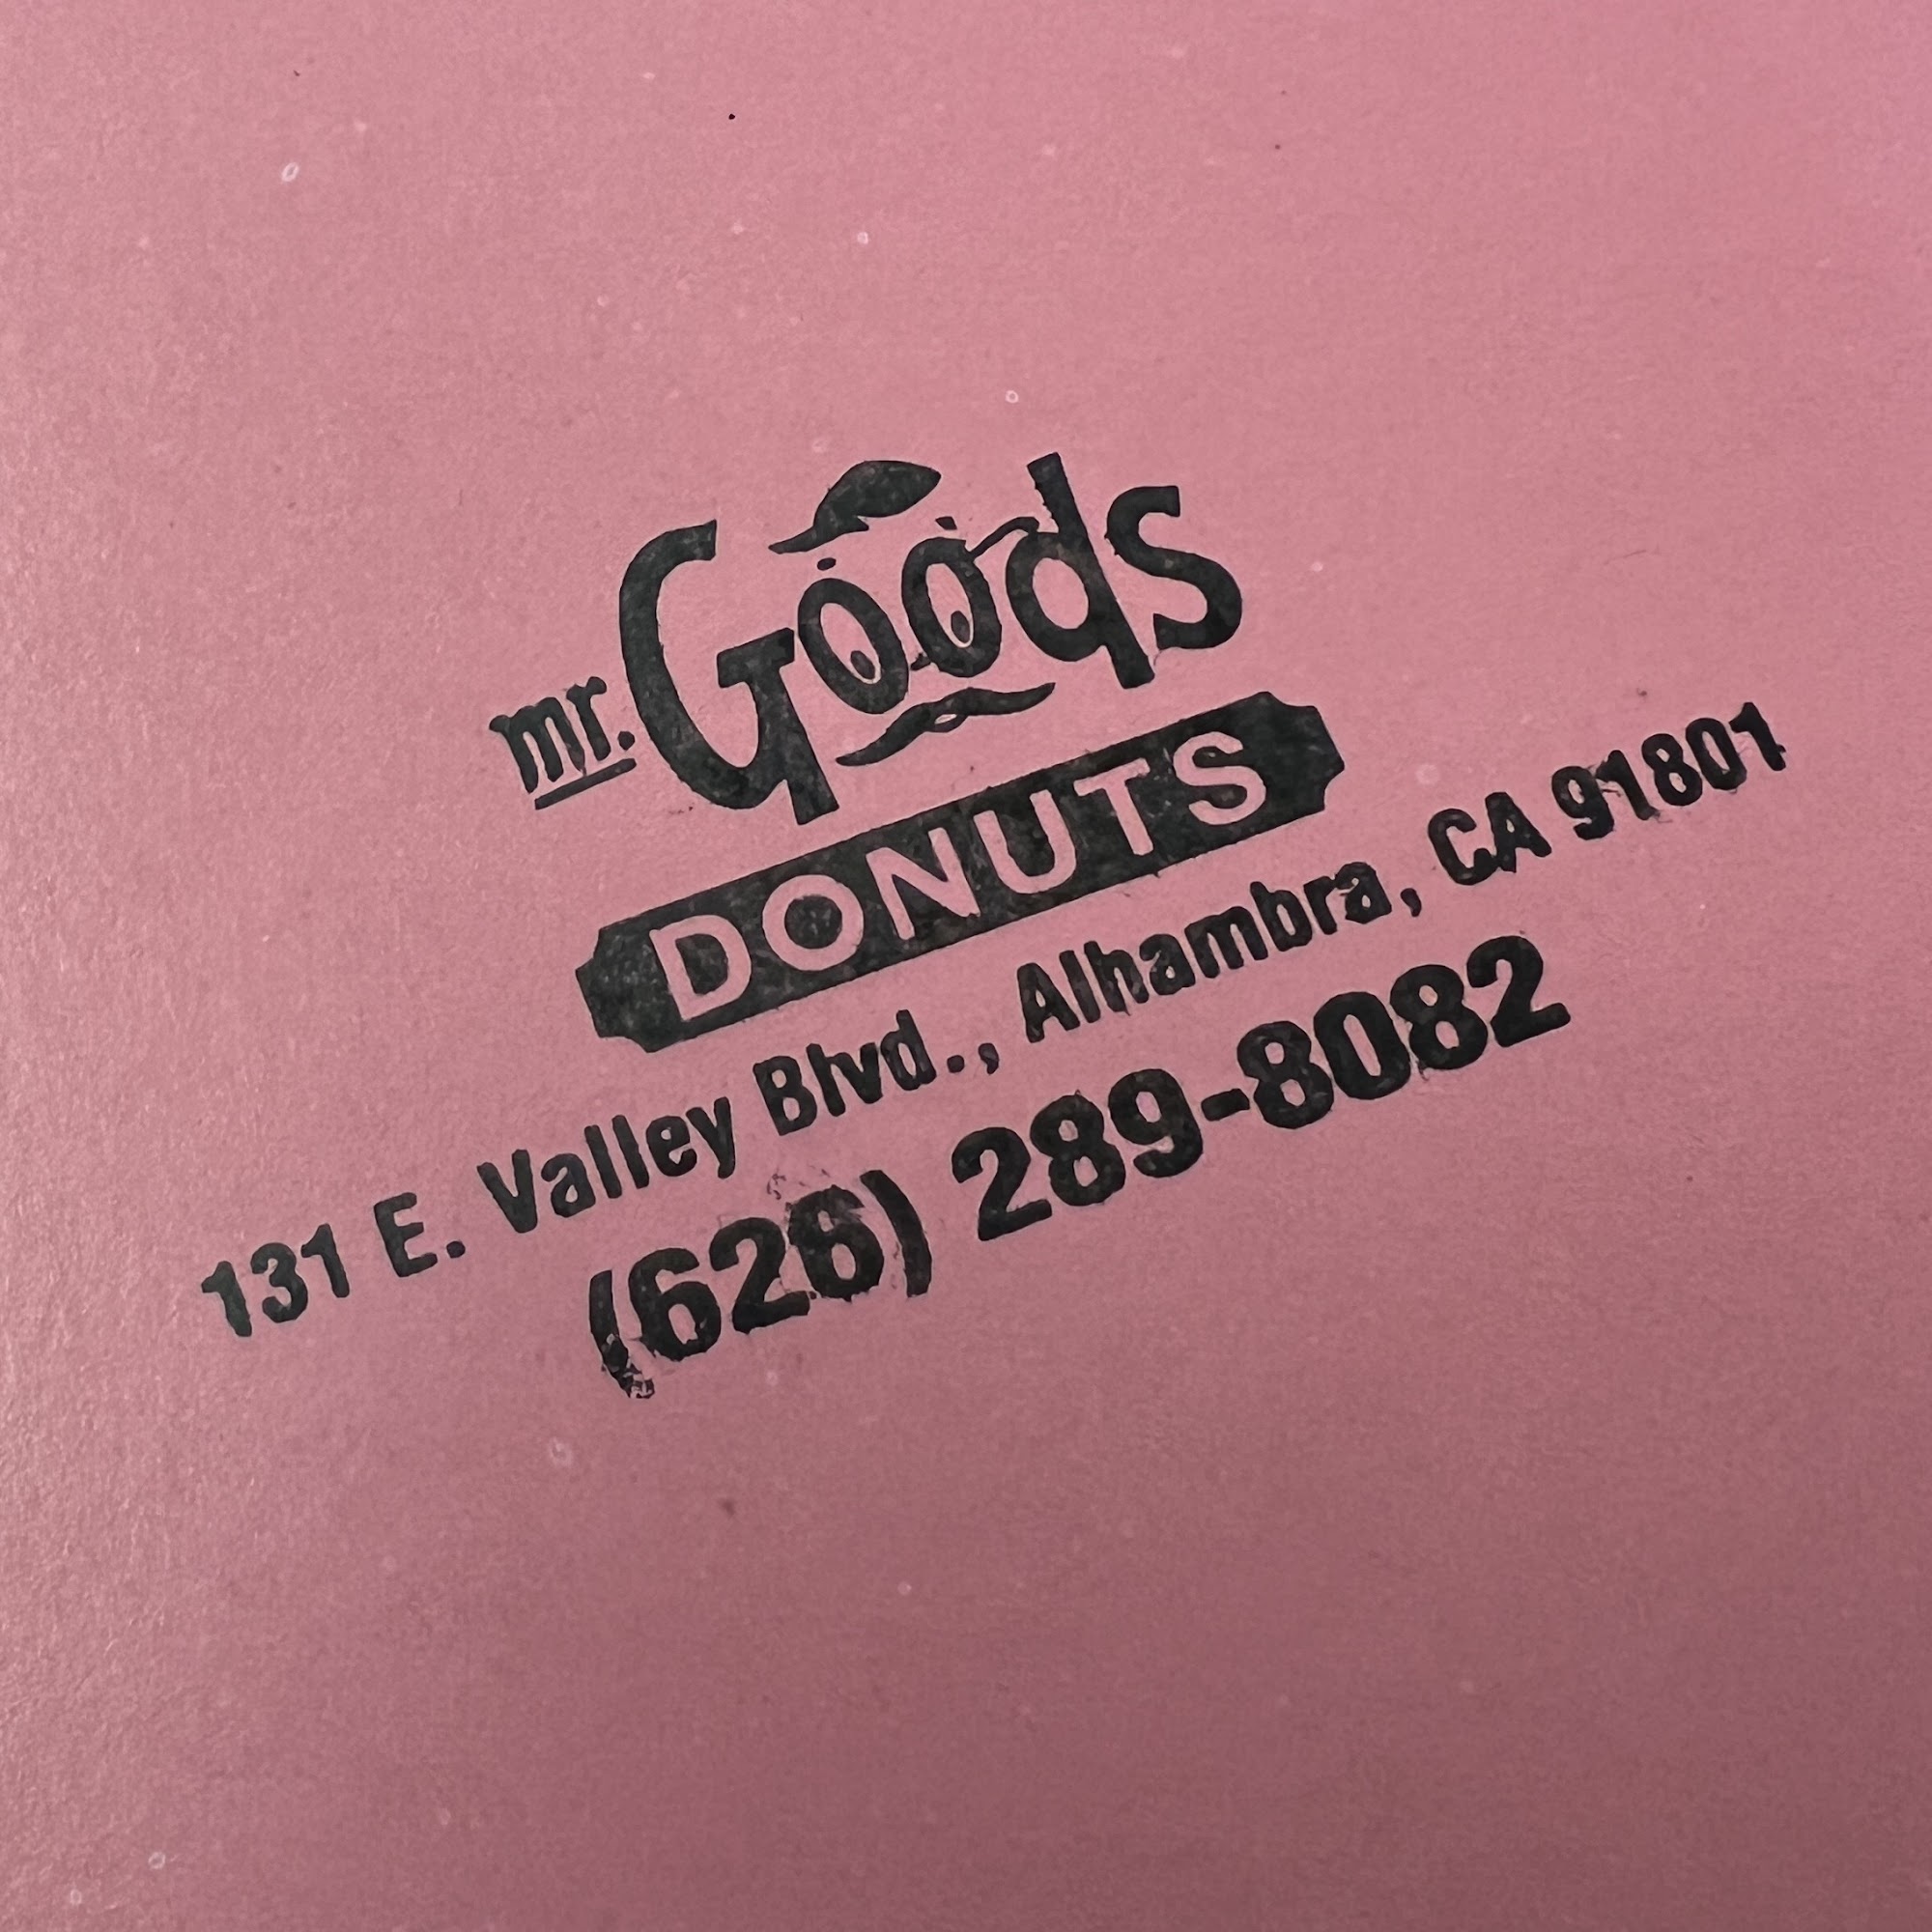 mr. Goods
DONUTS
131 E. Valley Blvd., Alhambra, CA 91801
(626) 289-8082